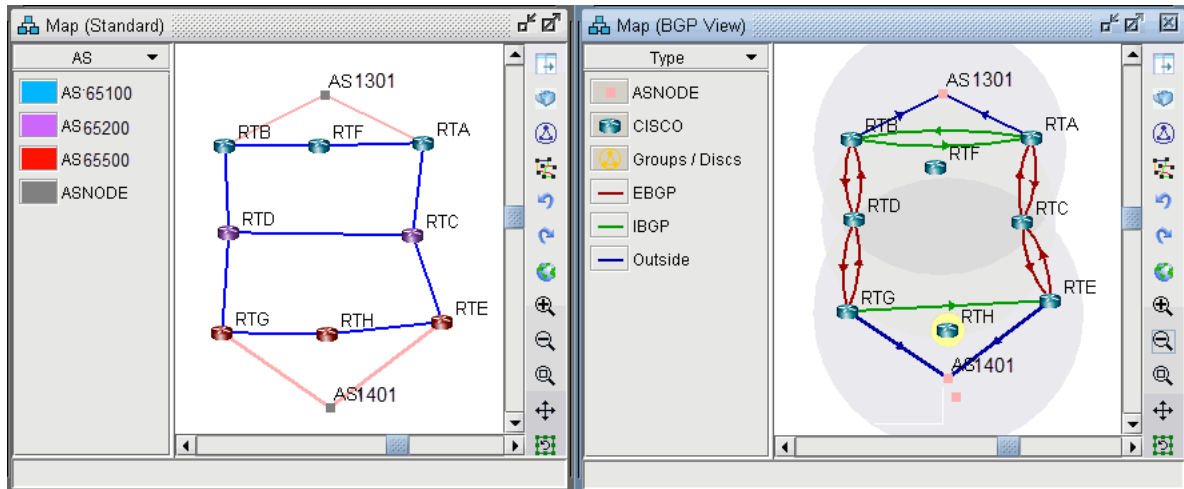 Map (Standard)
AS
AS 65100
AS 65200
AS 65500
ASNODE
AS1301
RTB
RTF
RTA
RTD
RTC
RTG
RTH
RTE
AS1401
Map (BGP View)
Type
ASNODE
CISCO
Groups / Discs
EBGP
IBGP
Outside
AS1301
RTB
RTA
RTF
RTD
RTC
RTG
RTE
RTH
AS1401